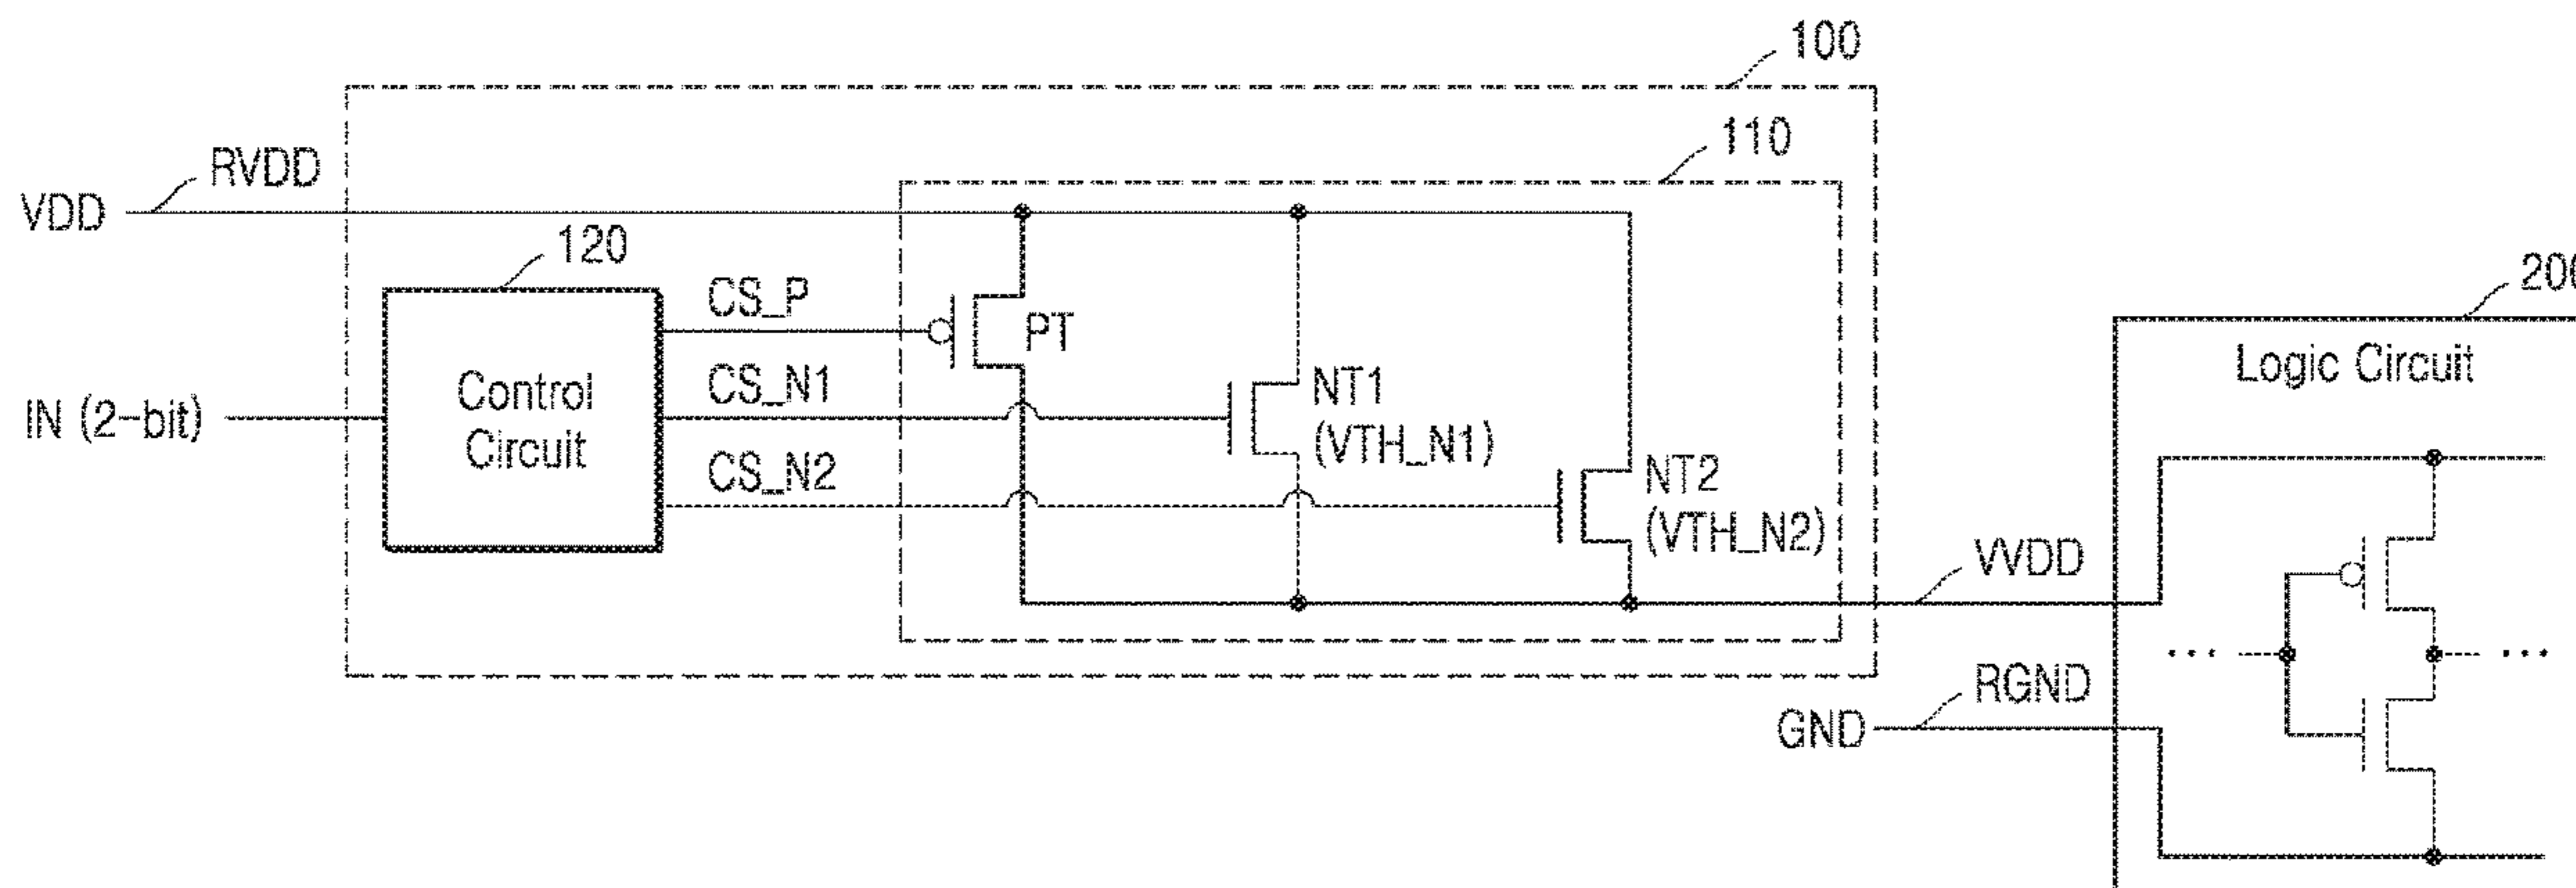 100
110
RVDD
VDD
120
CS_P
PT
CS_N1
NT1
(VTH_N1)
IN (2-bit)
Control
Circuit
CS_N2
NT2
(VTH_N2)
VVDD
RGND
GND
Logic Circuit
...
...